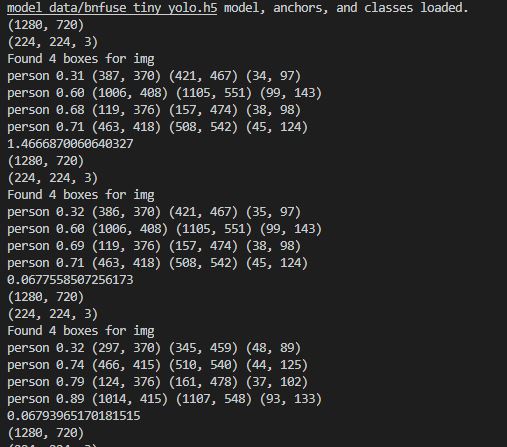 model data/bnfuse tiny yolo.h5 model, anchors, and classes loaded.
(1280, 720)
(224, 224, 3)
Found 4 boxes for img
person 0.31 (387, 370) (421, 467) (34, 97)
person 0.60 (1006, 408) (1105, 551) (99, 143)
person 0.68 (119, 376) (157, 474) (38, 98)
person 0.71 (463, 418) (508, 542) (45, 124)
1.4666870060640327
(1280, 720)
(224, 224, 3)
Found 4 boxes for img
person 0.32 (386, 370) (421, 467) (35, 97)
person 0.60 (1006, 408) (1105, 551) (99, 143)
person 0.69 (119, 376) (157, 474) (38, 98)
person 0.71 (463, 418) (508, 542) (45, 124)
0.0677558507256173
(1280, 720)
(224, 224, 3)
Found 4 boxes for img
person 0.32 (297, 370) (345, 459) (48, 89)
person 0.74 (466, 415) (510, 540) (44, 125)
person 0.79 (124, 376) (161, 478) (37, 102)
person 0.89 (1014, 415) (1107, 548) (93, 133)
0.06793965170181515
(1280, 720)
(224, 224, 3)